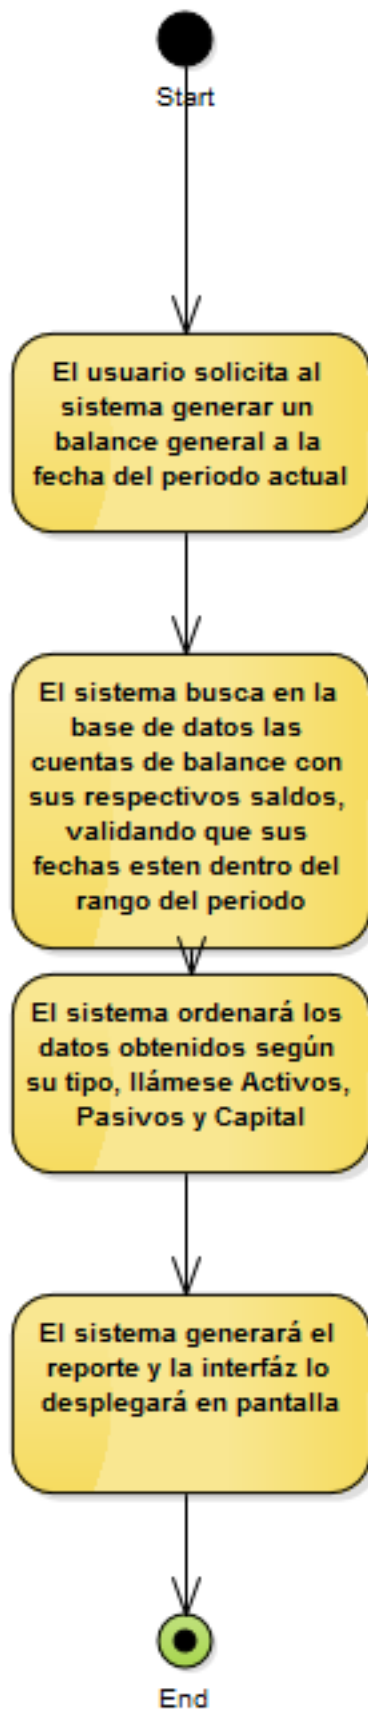 Start
El usuario solicita al
sistema generar un
balance general a la
fecha del periodo actual
El sistema busca en la
base de datos las
cuentas de balance con
sus respectivos saldos,
validando que sus
fechas esten dentro del
rango del periodo
El sistema ordenará los
datos obtenidos según
su tipo, llámese Activos,
Pasivos y Capital
El sistema generará el
reporte y la interfáz lo
desplegará en pantalla
End